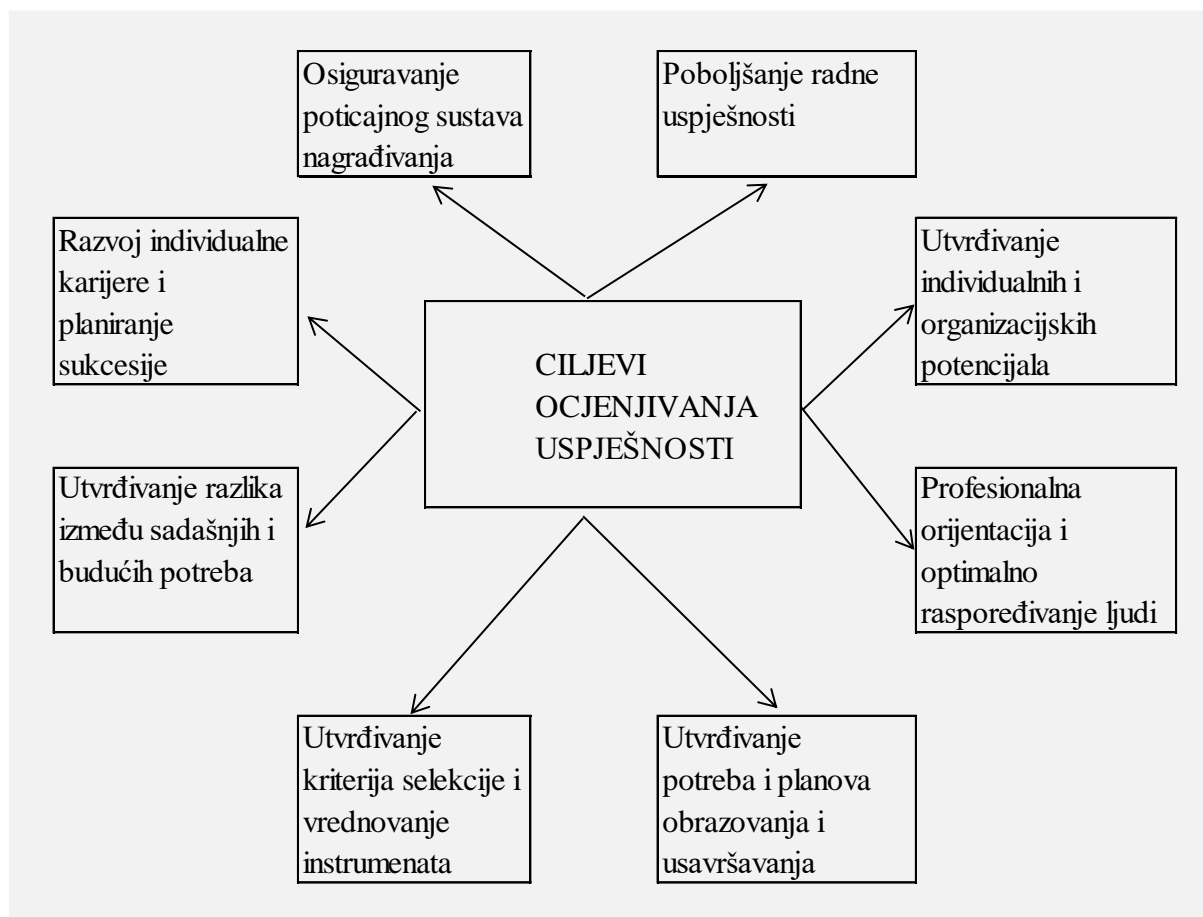 Osiguravanje
poticajnog sustava
nagrađivanja
Poboljšanje radne
uspješnosti
Razvoj individualne
karijere i
planiranje
sukcesije
Utvrđivanje
individualnih i
organizacijskih
potencijala
CILJEVI
OCJENJIVANJA
USPJEŠNOSTI
Utvrđivanje razlika
između sadašnjih i
budućih potreba
Profesionalna
orijentacija i
optimalno
raspoređivanje ljudi
Utvrđivanje
kriterija selekcije i
vrednovanje
instrumenata
Utvrđivanje
potreba i planova
obrazovanja i
usavršavanja